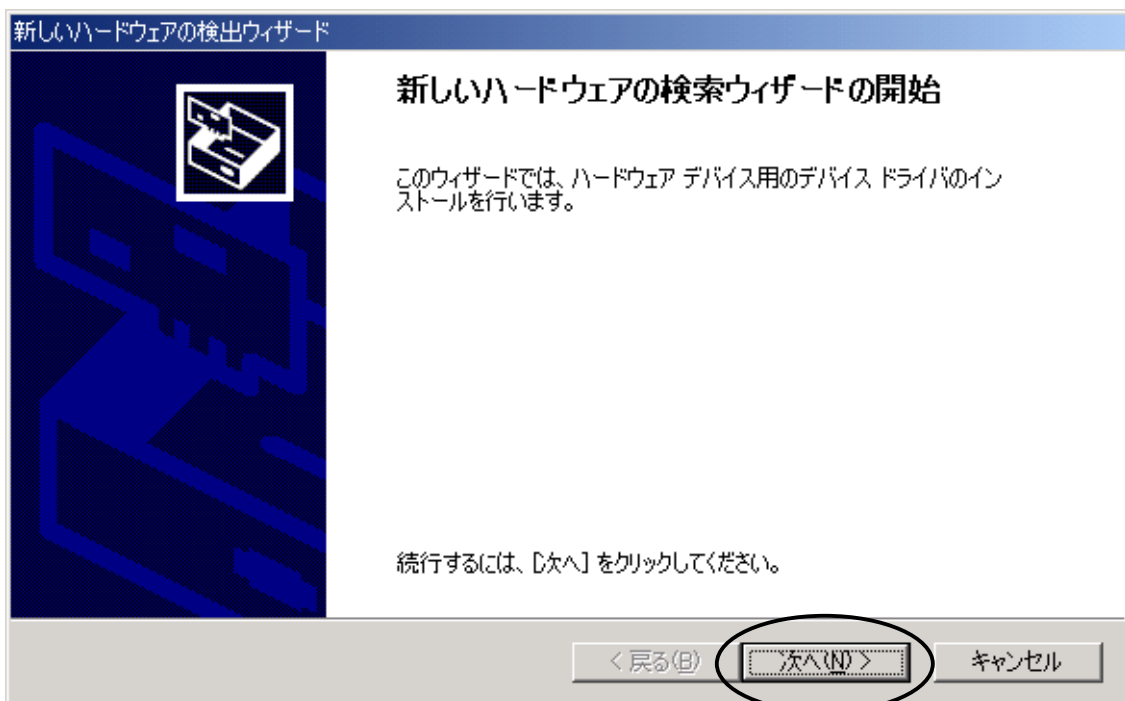 新しいハードウェアの検出ウィザード
新しいハードウェアの検索ウィザードの開始
このウィザードでは、ハードウェア デバイス用のデバイス ドライバのイン
ストールを行います。
続行するには、[次へ] をクリックしてください。
< 戻る(B)
次へ(N) >
キャンセル